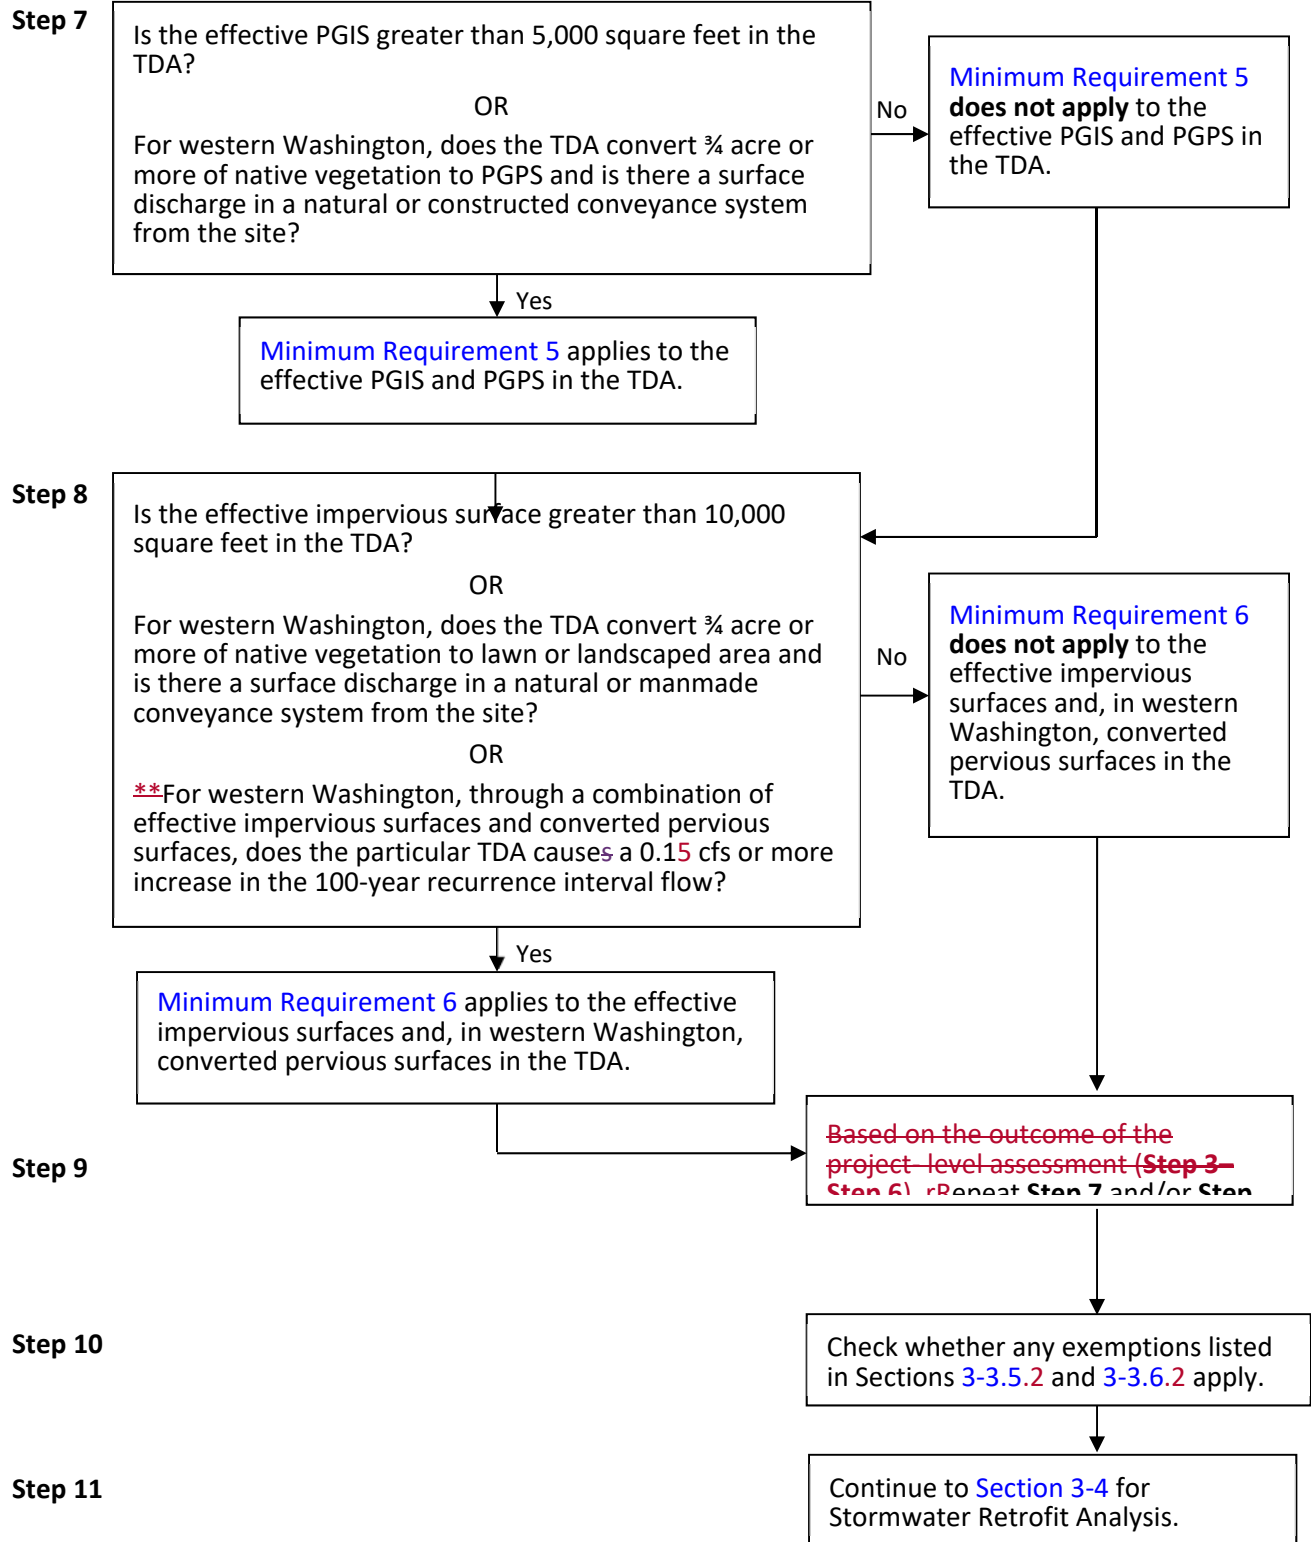 Step 7
Is the effective PGIS greater than 5,000 square feet in the
TDA?
OR
For western Washington, does the TDA convert ¾ acre or
more of native vegetation to PGPS and is there a surface
discharge in a natural or constructed conveyance system
from the site?
No
Minimum Requirement 5
does not apply to the
effective PGIS and PGPS in
the TDA.
Yes
Minimum Requirement 5 applies to the
effective PGIS and PGPS in the TDA.
Step 8
Is the effective impervious surface greater than 10,000
square feet in the TDA?
OR
For western Washington, does the TDA convert ¾ acre or
more of native vegetation to lawn or landscaped area and
is there a surface discharge in a natural or manmade
conveyance system from the site?
OR
**For western Washington, through a combination of
effective impervious surfaces and converted pervious
surfaces, does the particular TDA causes a 0.15 cfs or more
increase in the 100-year recurrence interval flow?
No
Minimum Requirement 6
does not apply to the
effective impervious
surfaces and, in western
Washington, converted
pervious surfaces in the
TDA.
Yes
Minimum Requirement 6 applies to the effective
impervious surfaces and, in western Washington,
converted pervious surfaces in the TDA.
Step 9
Based on the outcome of the
project- level assessment (Step 3–
Step 6), rRepeat Step 7 and/or Step
Step 10
Check whether any exemptions listed
in Sections 3-3.5.2 and 3-3.6.2 apply.
Step 11
Continue to Section 3-4 for
Stormwater Retrofit Analysis.